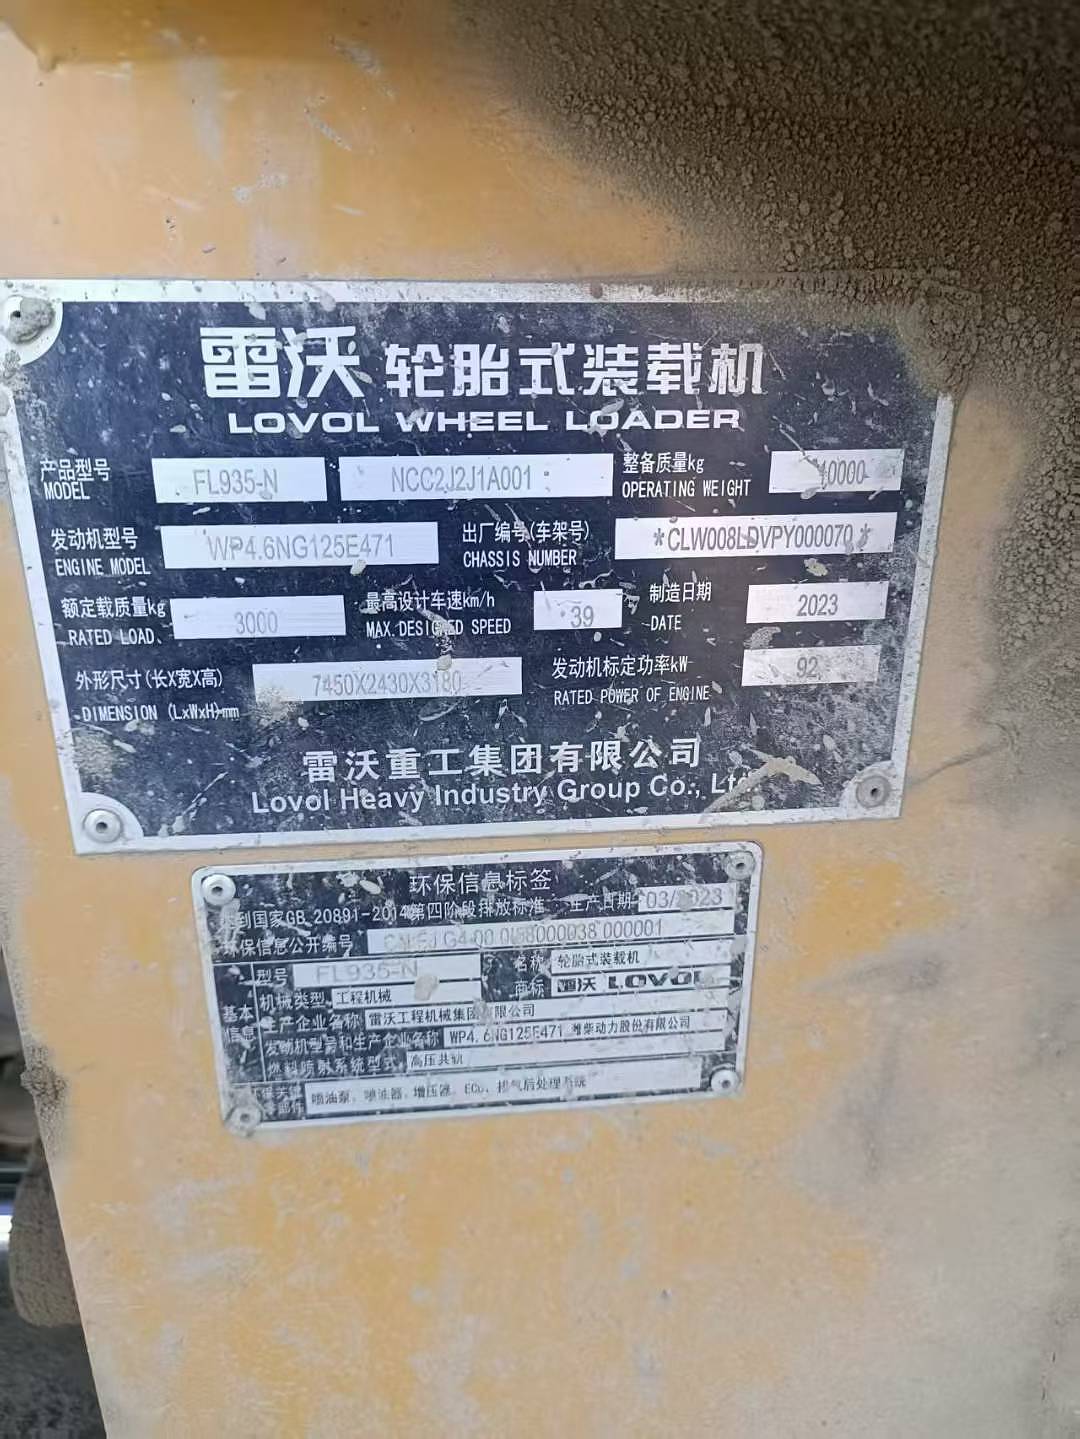 雷沃 轮胎式装载机
LOVOL WHEEL LOADER
产品型号 FL935-N NCC2J2J1A001 整备质量kg 10000
MODEL OPERATING WEIGHT
发动机型号 WP4.6NG125E471 出厂编号(车架号) *CLW008LDVPY000070*
ENGINE MODEL CHASSIS NUMBER
额定载质量kg 3000 最高设计车速km/h 39 制造日期 2023
RATED LOAD MAX.DESIGNED SPEED DATE
外形尺寸(长X宽X高) 7450X2430X3180 发动机标定功率kW 92
DIMENSION (LxWxH)mm RATED POWER OF ENGINE
雷沃重工集团有限公司
Lovol Heavy Industry Group Co., Ltd.
环保信息标签
到国家GB 20891-2014第四阶段排放标准 生产日期 03/2023
环保信息公开编号 000001
型号 FL935-N 名称 轮胎式装载机
机械类型 工程机械 商标 雷沃 LOVOL
基本信息 生产企业名称 雷沃工程机械集团有限公司
发动机型号和生产企业名称 WP4.6NG125E471 潍柴动力股份有限公司
燃料喷射系统型式 高压共轨
喷油泵、喷油器、增压器、ECU、排气后处理系统